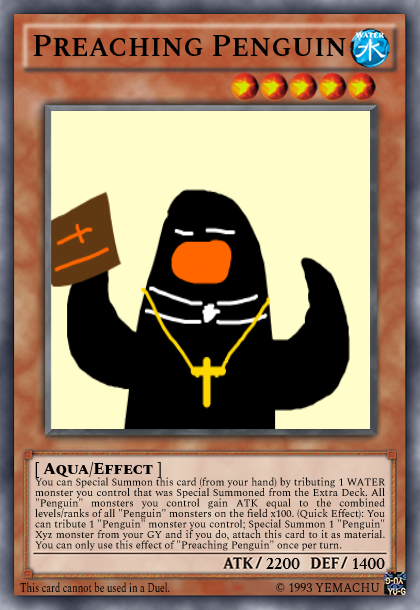 PREACHING PENGUIN
WATER
水
[ AQUA/EFFECT ]
You can Special Summon this card (from your hand) by tributing 1 WATER
monster you control that was Special Summoned from the Extra Deck. All
"Penguin" monsters you control gain ATK equal to the combined
levels/ranks of all "Penguin" monsters on the field x100. (Quick Effect): You
can tribute 1 "Penguin" monster you control; Special Summon 1 "Penguin"
Xyz monster from your GY and if you do, attach this card to it as material.
You can only use this effect of "Preaching Penguin" once per turn.
ATK / 2200 DEF / 1400
This card cannot be used in a Duel.
© 1993 YEMACHU